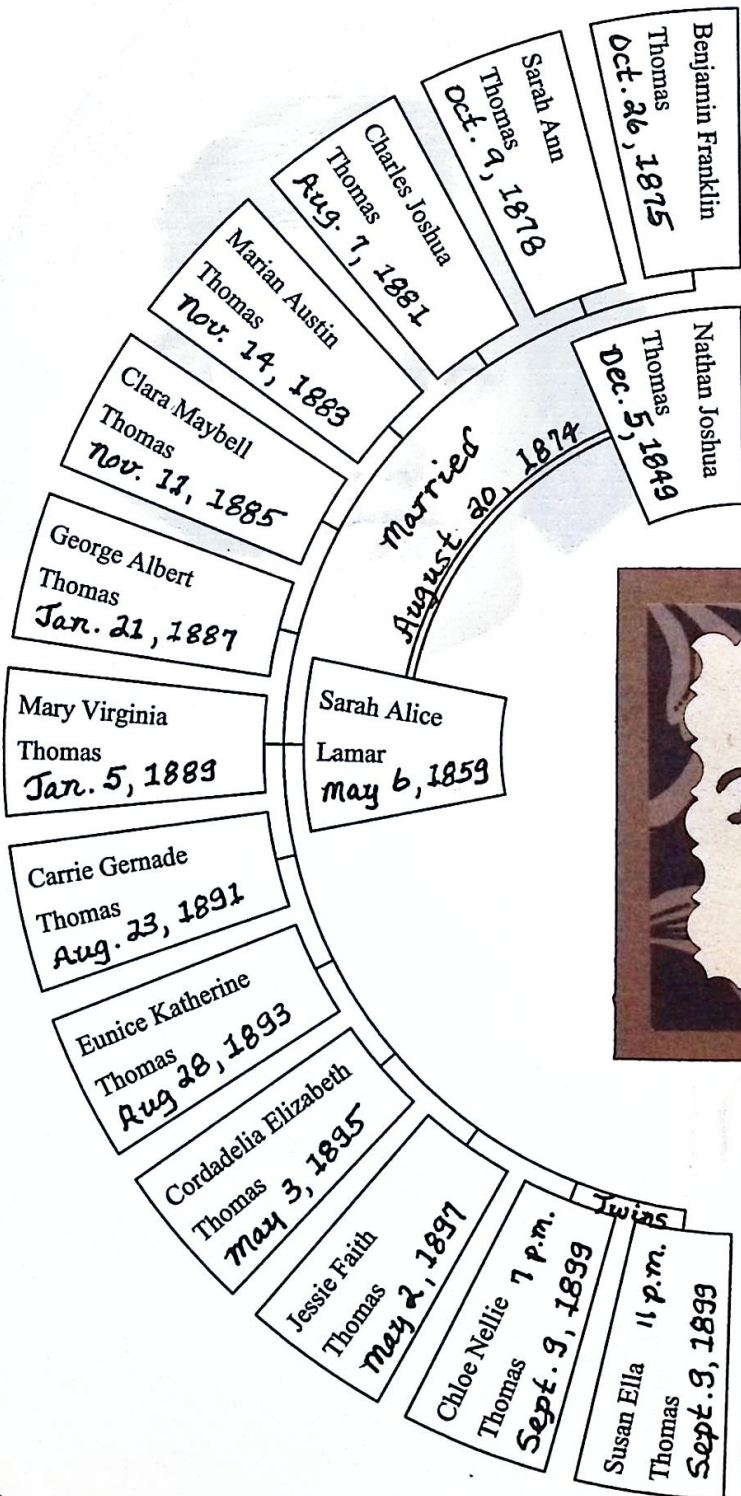 Benjamin Franklin
Thomas
Oct. 26, 1875
Sarah Ann
Thomas
Oct. 9, 1878
Charles Joshua
Thomas
Aug. 7, 1881
Marian Austin
Thomas
Nov. 14, 1883
Clara Maybell
Thomas
Nov. 11, 1885
George Albert
Thomas
Jan. 21, 1887
Mary Virginia
Thomas
Jan. 5, 1889
Carrie Gernade
Thomas
Aug. 23, 1891
Eunice Katherine
Thomas
Aug 28, 1893
Cordadelia Elizabeth
Thomas
May 3, 1895
Jessie Faith
Thomas
May 2, 1897
Twins
Chloe Nellie 7 p.m.
Thomas
Sept. 9, 1899
Susan Ella 11 p.m.
Thomas
Sept. 9, 1899
Nathan Joshua
Thomas
Dec. 5, 1849
Married
August 20, 1874
Sarah Alice
Lamar
May 6, 1859